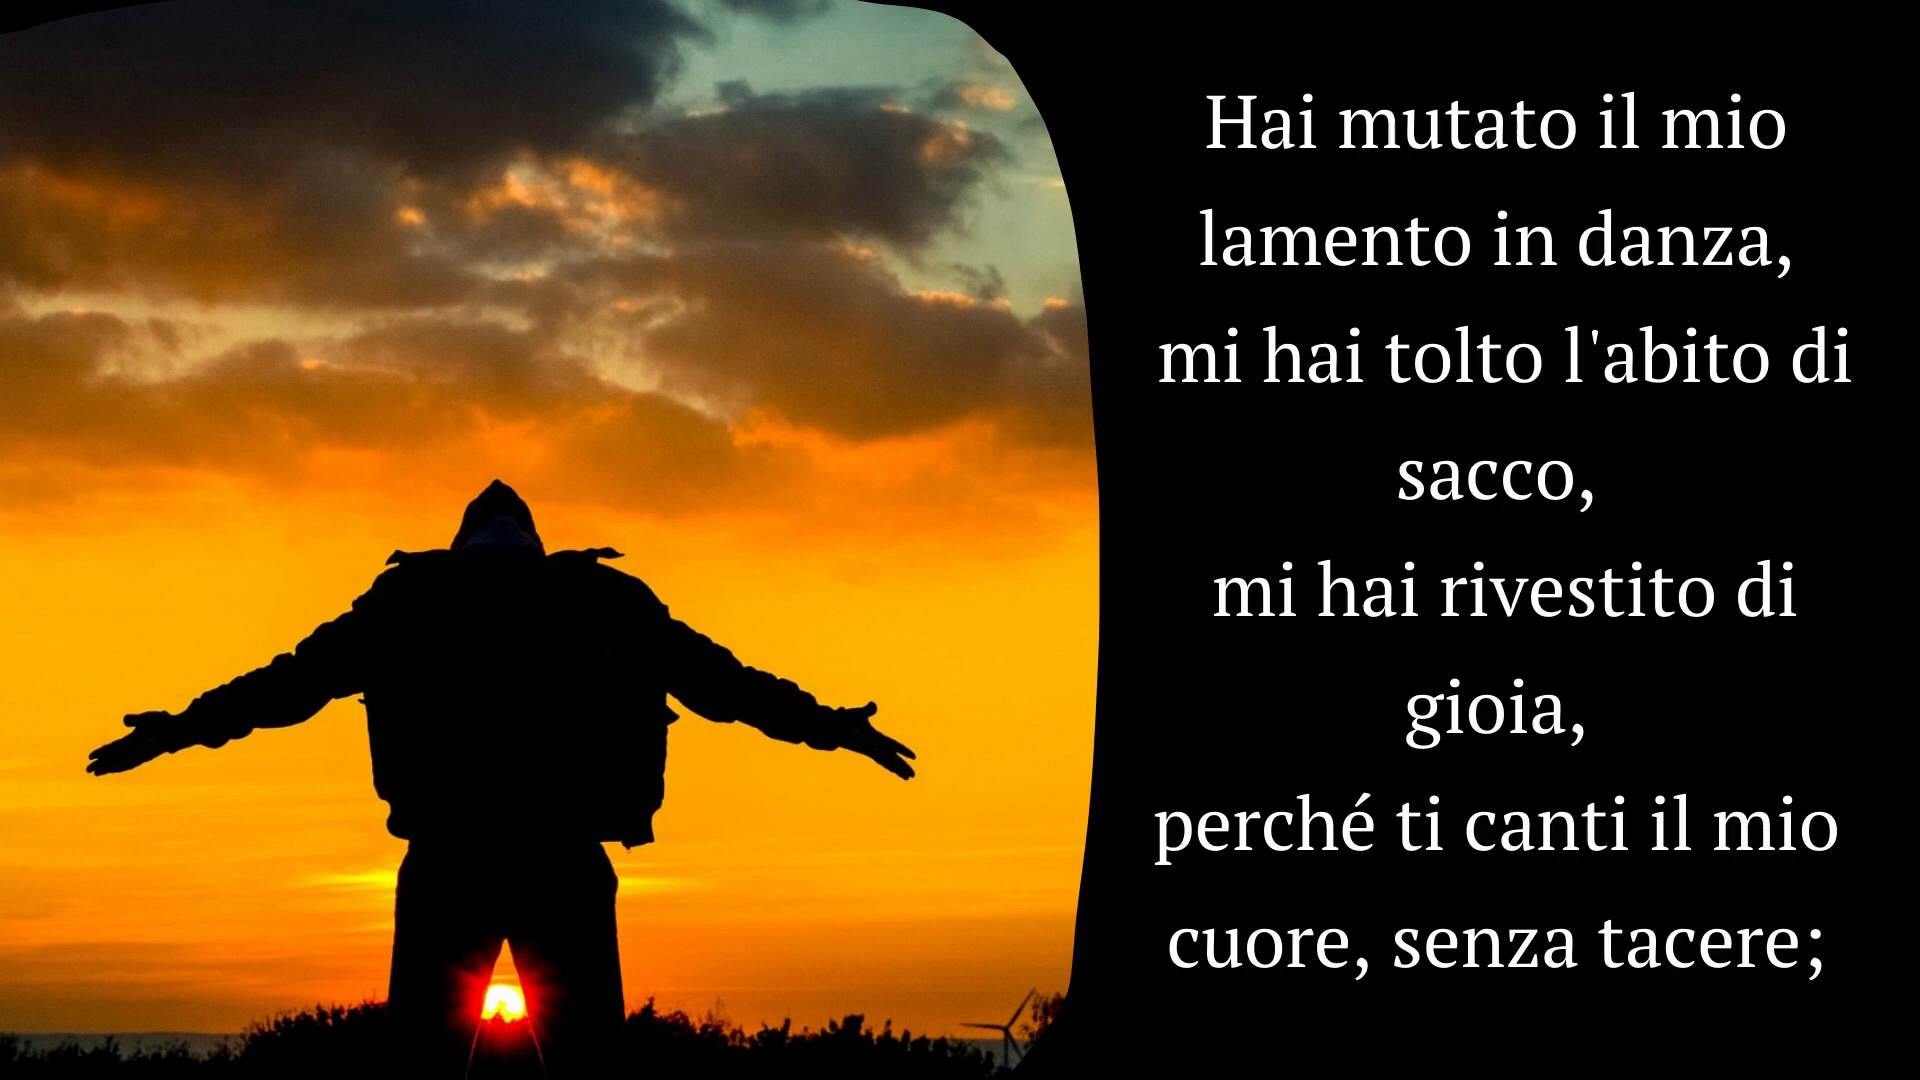 Hai mutato il mio
lamento in danza,
mi hai tolto l'abito di
sacco,
mi hai rivestito di
gioia,
perché ti canti il mio
cuore, senza tacere;